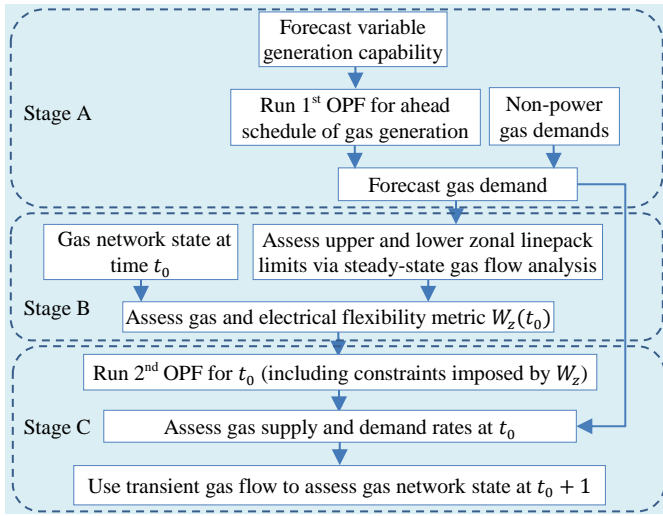 Forecast variable
generation capability
Stage A
Run 1st OPF for ahead
schedule of gas generation
Non-power
gas demands
Forecast gas demand
Gas network state at
time t₀
Assess upper and lower zonal linepack
limits via steady-state gas flow analysis
Stage B
Assess gas and electrical flexibility metric W_z(t₀)
Run 2nd OPF for t₀ (including constraints imposed by W_z)
Stage C
Assess gas supply and demand rates at t₀
Use transient gas flow to assess gas network state at t₀ + 1